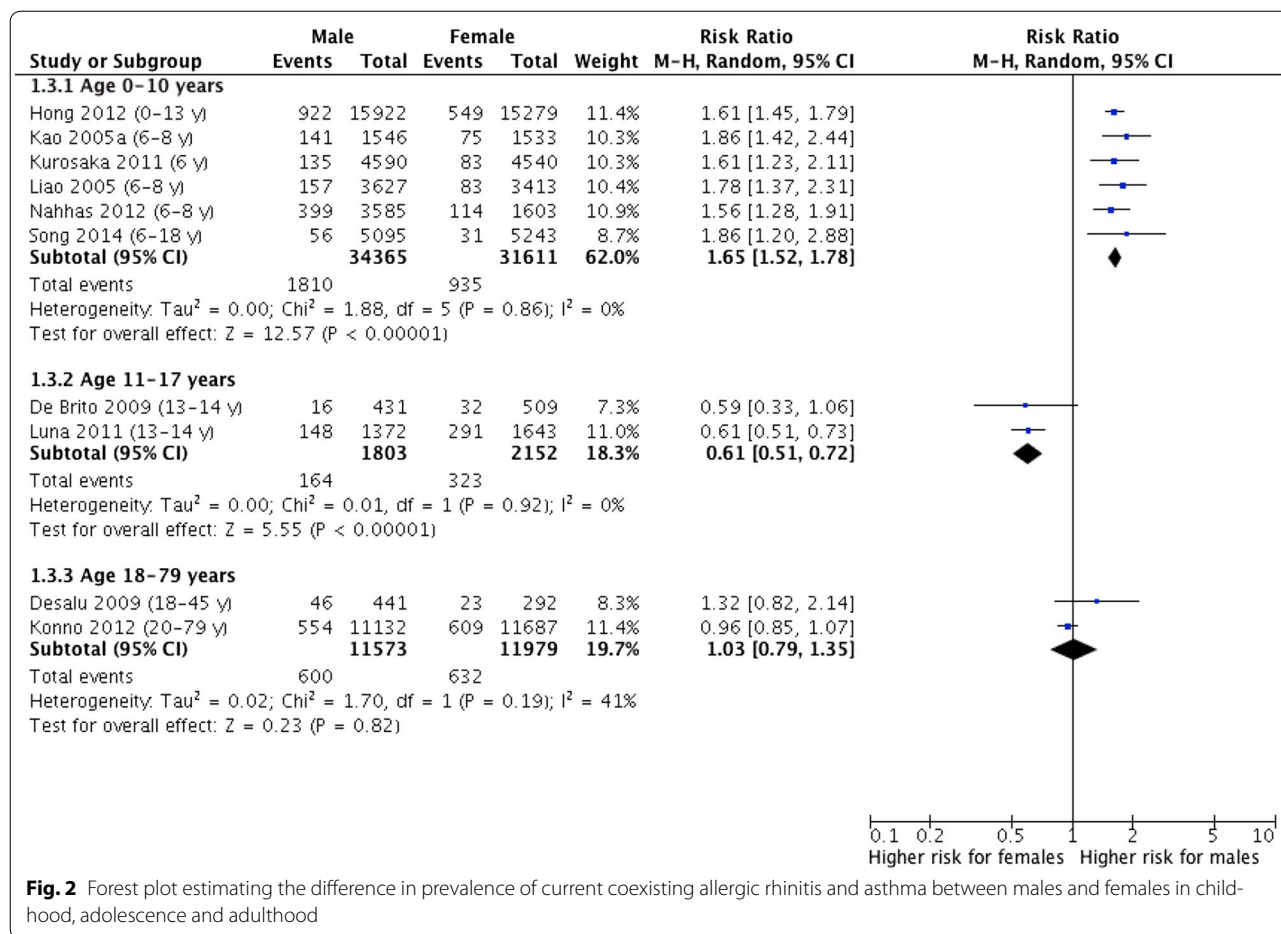 Male Female Risk Ratio Risk Ratio
Study or Subgroup Events Total Events Total Weight M-H, Random, 95% CI M-H, Random, 95% CI
1.3.1 Age 0-10 years
Hong 2012 (0-13 y) 922 15922 549 15279 11.4% 1.61 [1.45, 1.79]
Kao 2005a (6-8 y) 141 1546 75 1533 10.3% 1.86 [1.42, 2.44]
Kurosaka 2011 (6 y) 135 4590 83 4540 10.3% 1.61 [1.23, 2.11]
Liao 2005 (6-8 y) 157 3627 83 3413 10.4% 1.78 [1.37, 2.31]
Nahhas 2012 (6-8 y) 399 3585 114 1603 10.9% 1.56 [1.28, 1.91]
Song 2014 (6-18 y) 56 5095 31 5243 8.7% 1.86 [1.20, 2.88]
Subtotal (95% CI) 34365 31611 62.0% 1.65 [1.52, 1.78]
Total events 1810 935
Heterogeneity: Tau² = 0.00; Chi² = 1.88, df = 5 (P = 0.86); I² = 0%
Test for overall effect: Z = 12.57 (P < 0.00001)
1.3.2 Age 11-17 years
De Brito 2009 (13-14 y) 16 431 32 509 7.3% 0.59 [0.33, 1.06]
Luna 2011 (13-14 y) 148 1372 291 1643 11.0% 0.61 [0.51, 0.73]
Subtotal (95% CI) 1803 2152 18.3% 0.61 [0.51, 0.72]
Total events 164 323
Heterogeneity: Tau² = 0.00; Chi² = 0.01, df = 1 (P = 0.92); I² = 0%
Test for overall effect: Z = 5.55 (P < 0.00001)
1.3.3 Age 18-79 years
Desalu 2009 (18-45 y) 46 441 23 292 8.3% 1.32 [0.82, 2.14]
Konno 2012 (20-79 y) 554 11132 609 11687 11.4% 0.96 [0.85, 1.07]
Subtotal (95% CI) 11573 11979 19.7% 1.03 [0.79, 1.35]
Total events 600 632
Heterogeneity: Tau² = 0.02; Chi² = 1.70, df = 1 (P = 0.19); I² = 41%
Test for overall effect: Z = 0.23 (P = 0.82)
0.1 0.2 0.5 1 2 5 10
Higher risk for females Higher risk for males
Fig. 2 Forest plot estimating the difference in prevalence of current coexisting allergic rhinitis and asthma between males and females in child-
hood, adolescence and adulthood